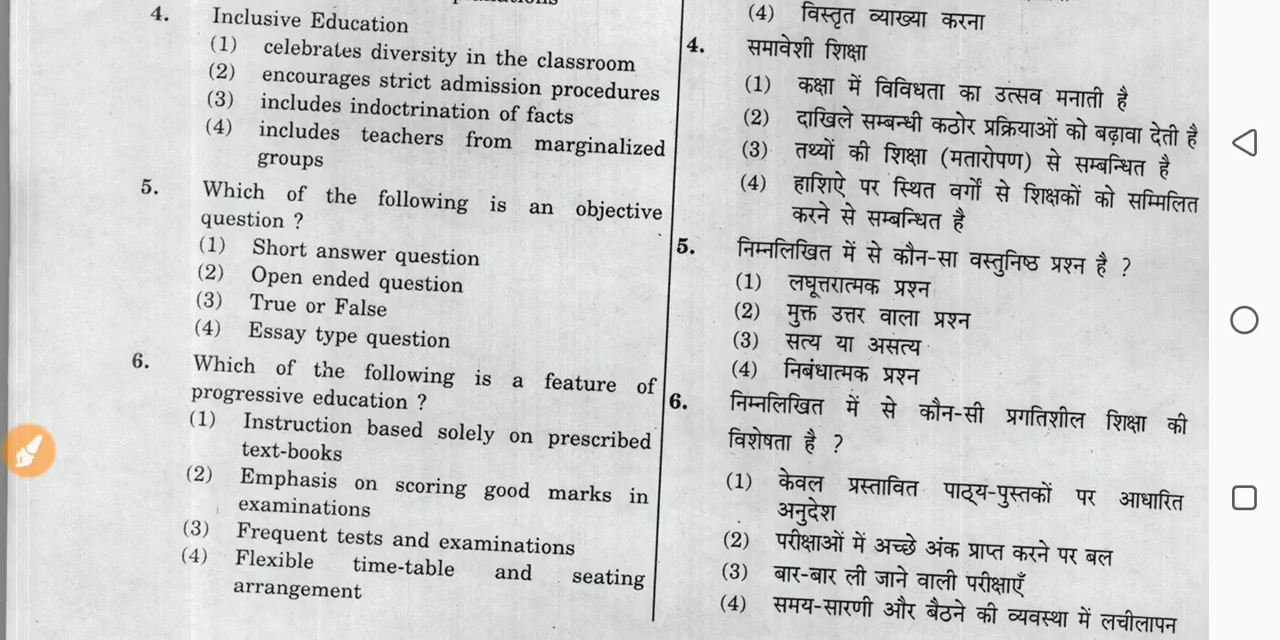 4. Inclusive Education
(1) celebrates diversity in the classroom
(2) encourages strict admission procedures
(3) includes indoctrination of facts
(4) includes teachers from marginalized
groups
5. Which of the following is an objective
question ?
(1) Short answer question
(2) Open ended question
(3) True or False
(4) Essay type question
6. Which of the following is a feature of
progressive education ?
(1) Instruction based solely on prescribed
text-books
(2) Emphasis on scoring good marks in
examinations
(3) Frequent tests and examinations
(4) Flexible time-table and seating
arrangement
(4) विस्तृत व्याख्या करना
4. समावेशी शिक्षा
(1) कक्षा में विविधता का उत्सव मनाती है
(2) दाखिले सम्बन्धी कठोर प्रक्रियाओं को बढ़ावा देती है
(3) तथ्यों की शिक्षा (मतारोपण) से सम्बन्धित है
(4) हाशिऐ पर स्थित वर्गों से शिक्षकों को सम्मिलित
करने से सम्बन्धित है
5. निम्नलिखित में से कौन-सा वस्तुनिष्ठ प्रश्न है ?
(1) लघूत्तरात्मक प्रश्न
(2) मुक्त उत्तर वाला प्रश्न
(3) सत्य या असत्य
(4) निबंधात्मक प्रश्न
6. निम्नलिखित में से कौन-सी प्रगतिशील शिक्षा की
विशेषता है ?
(1) केवल प्रस्तावित पाठ्य-पुस्तकों पर आधारित
अनुदेश
(2) परीक्षाओं में अच्छे अंक प्राप्त करने पर बल
(3) बार-बार ली जाने वाली परीक्षाएँ
(4) समय-सारणी और बैठने की व्यवस्था में लचीलापन